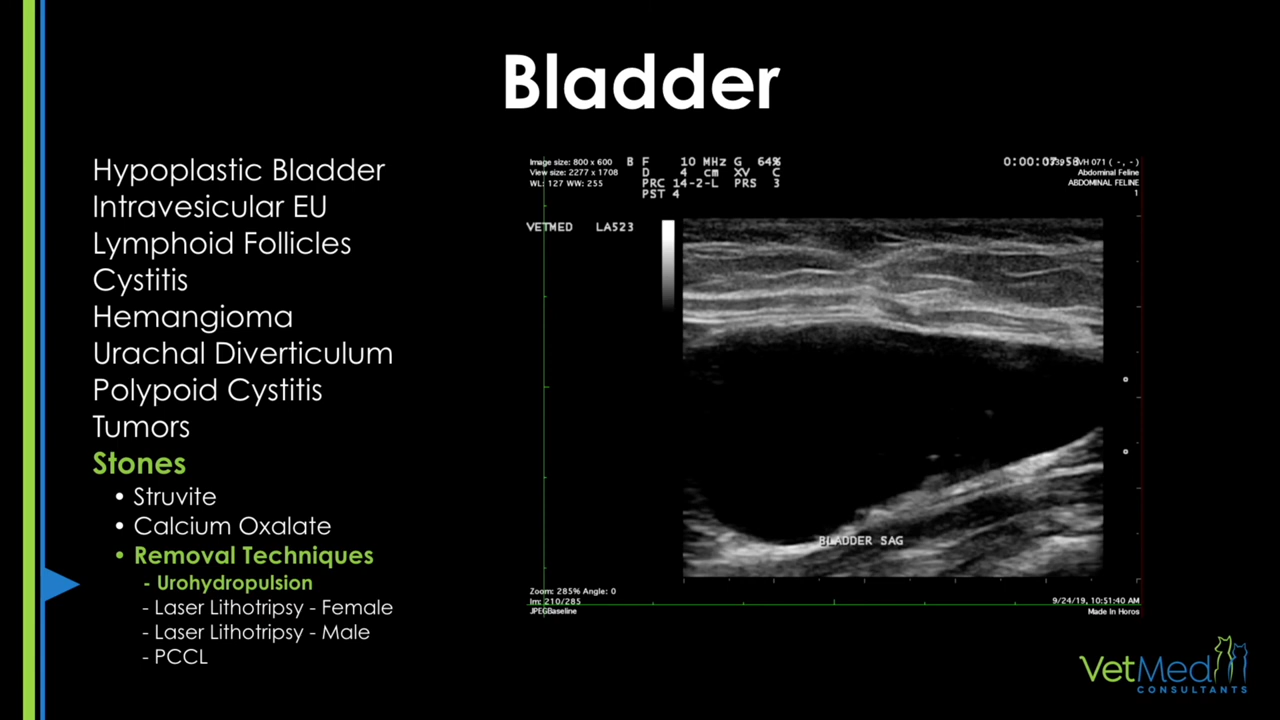 Bladder
Hypoplastic Bladder
Intravesicular EU
Lymphoid Follicles
Cystitis
Hemangioma
Urachal Diverticulum
Polypoid Cystitis
Tumors
Stones
• Struvite
• Calcium Oxalate
• Removal Techniques
- Urohydropulsion
- Laser Lithotripsy - Female
- Laser Lithotripsy - Male
- PCCL
Image size: 800 x 600
View size: 2277 x 1708
WL: 127 WW: 255
B F 10 MHz G 64%
D 4 cm XV C
PRC 14-2-L PRS 3
PST 4
VH 071 ( - , - )
Abdominal Feline
ABDOMINAL FELINE
1
VETMED LA523
BLADDER SAG
Zoom: 285% Angle: 0
Im: 210/285
JPEGBaseline
9/24/19, 10:51:40 AM
Made In Horos
VetMed
CONSULTANTS